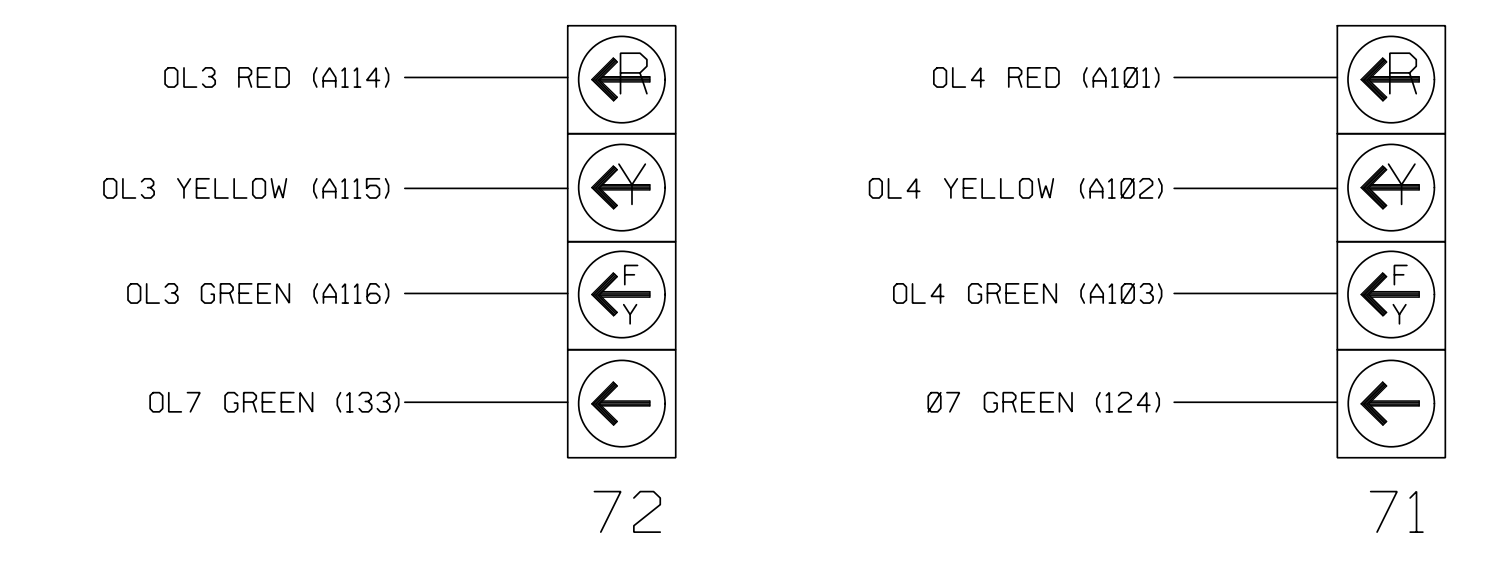 OL3 RED (A114)
R
OL3 YELLOW (A115)
Y
OL3 GREEN (A116)
F
Y
OL7 GREEN (133)
72
OL4 RED (A1Ø1)
R
OL4 YELLOW (A1Ø2)
Y
OL4 GREEN (A1Ø3)
F
Y
Ø7 GREEN (124)
71